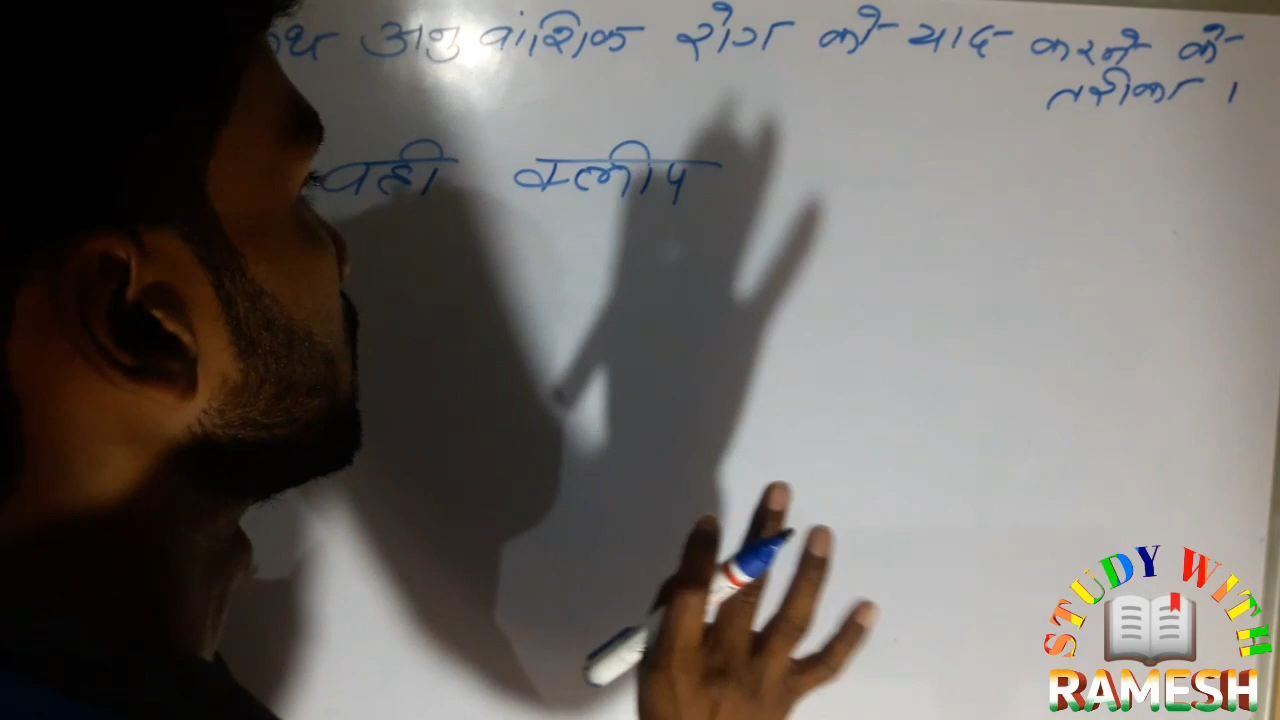 अनुवांशिक रोग को याद करने के
तरीका ।
वही क्लीप
STUDY WITH
RAMESH